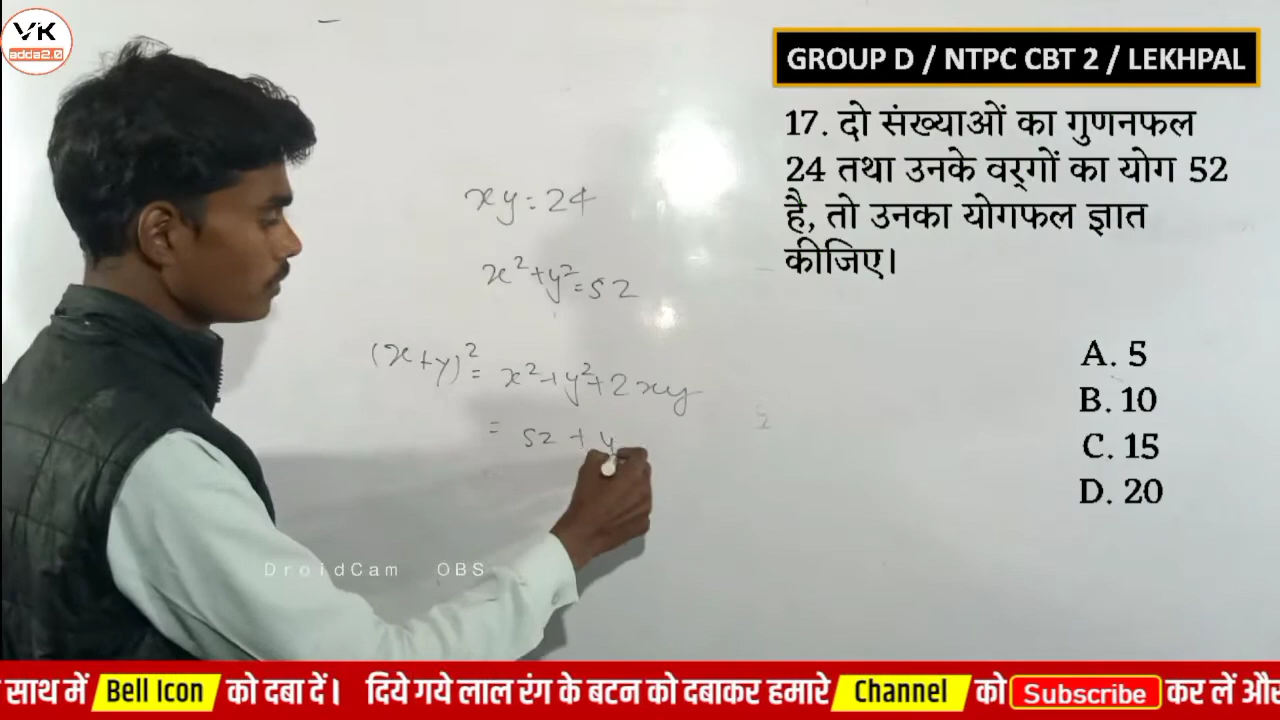 VK
adda2.0
GROUP D / NTPC CBT 2 / LEKHPAL
17. दो संख्याओं का गुणनफल
24 तथा उनके वर्गों का योग 52
है, तो उनका योगफल ज्ञात
कीजिए।
A. 5
B. 10
C. 15
D. 20
xy = 24
x²+y²=52
(x+y)² = x²+y²+2xy
= 52 + 4
DroidCam OBS
साथ में Bell Icon को दबा दें। दिये गये लाल रंग के बटन को दबाकर हमारे Channel को Subscribe कर लें और